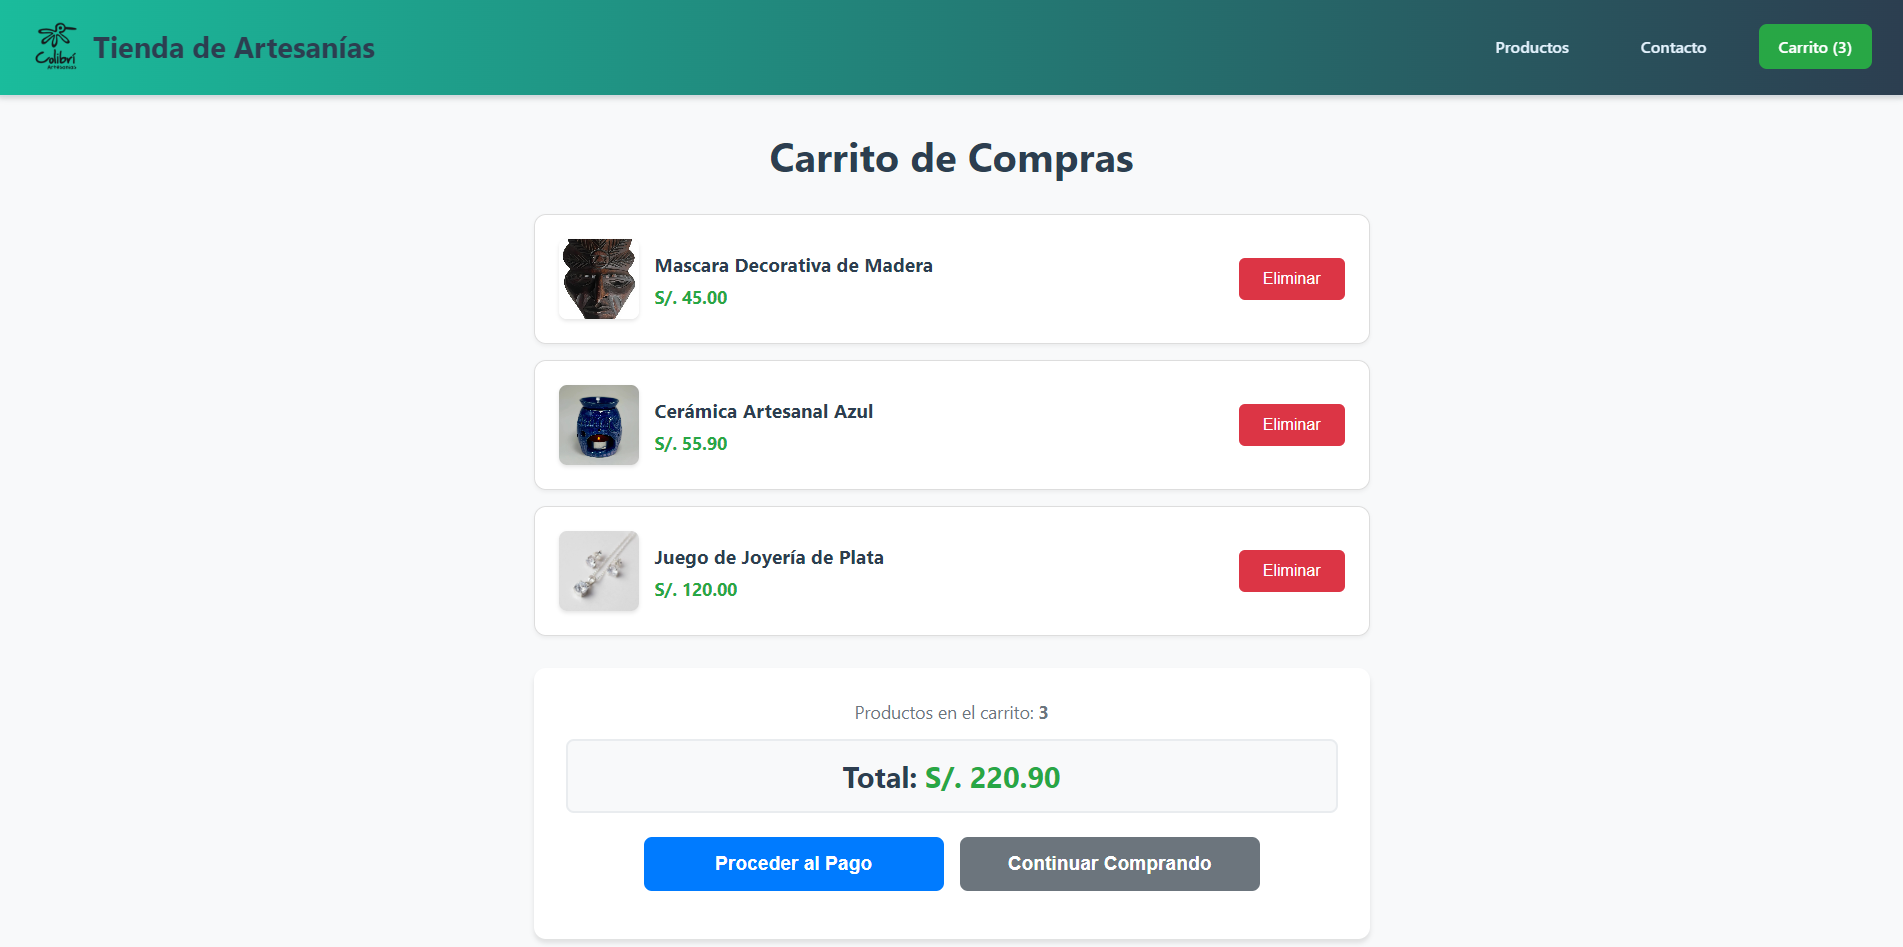 Colibrí
Artesanías
Tienda de Artesanías
Productos
Contacto
Carrito (3)
Carrito de Compras
Mascara Decorativa de Madera
S/. 45.00
Eliminar
Cerámica Artesanal Azul
S/. 55.90
Eliminar
Juego de Joyería de Plata
S/. 120.00
Eliminar
Productos en el carrito: 3
Total: S/. 220.90
Proceder al Pago
Continuar Comprando